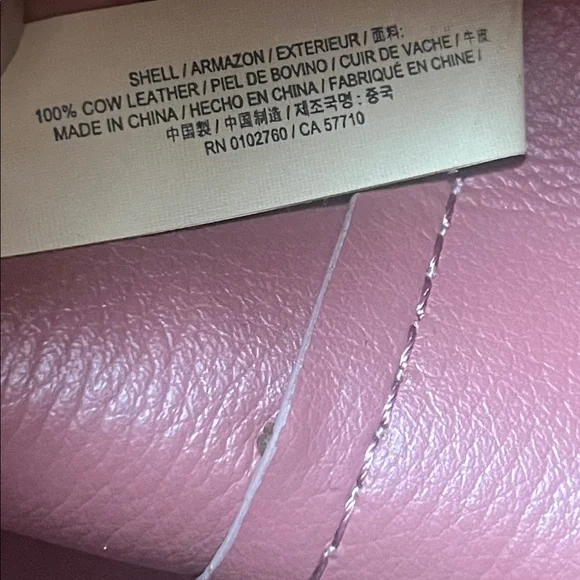 SHELL / ARMAZON / EXTERIEUR / 面料:
100% COW LEATHER / PIEL DE BOVINO / CUIR DE VACHE / 牛皮
MADE IN CHINA / HECHO EN CHINA / FABRIQUÉ EN CHINE /
中国製 / 中国制造 / 제조국명 : 중국
RN 0102760 / CA 57710